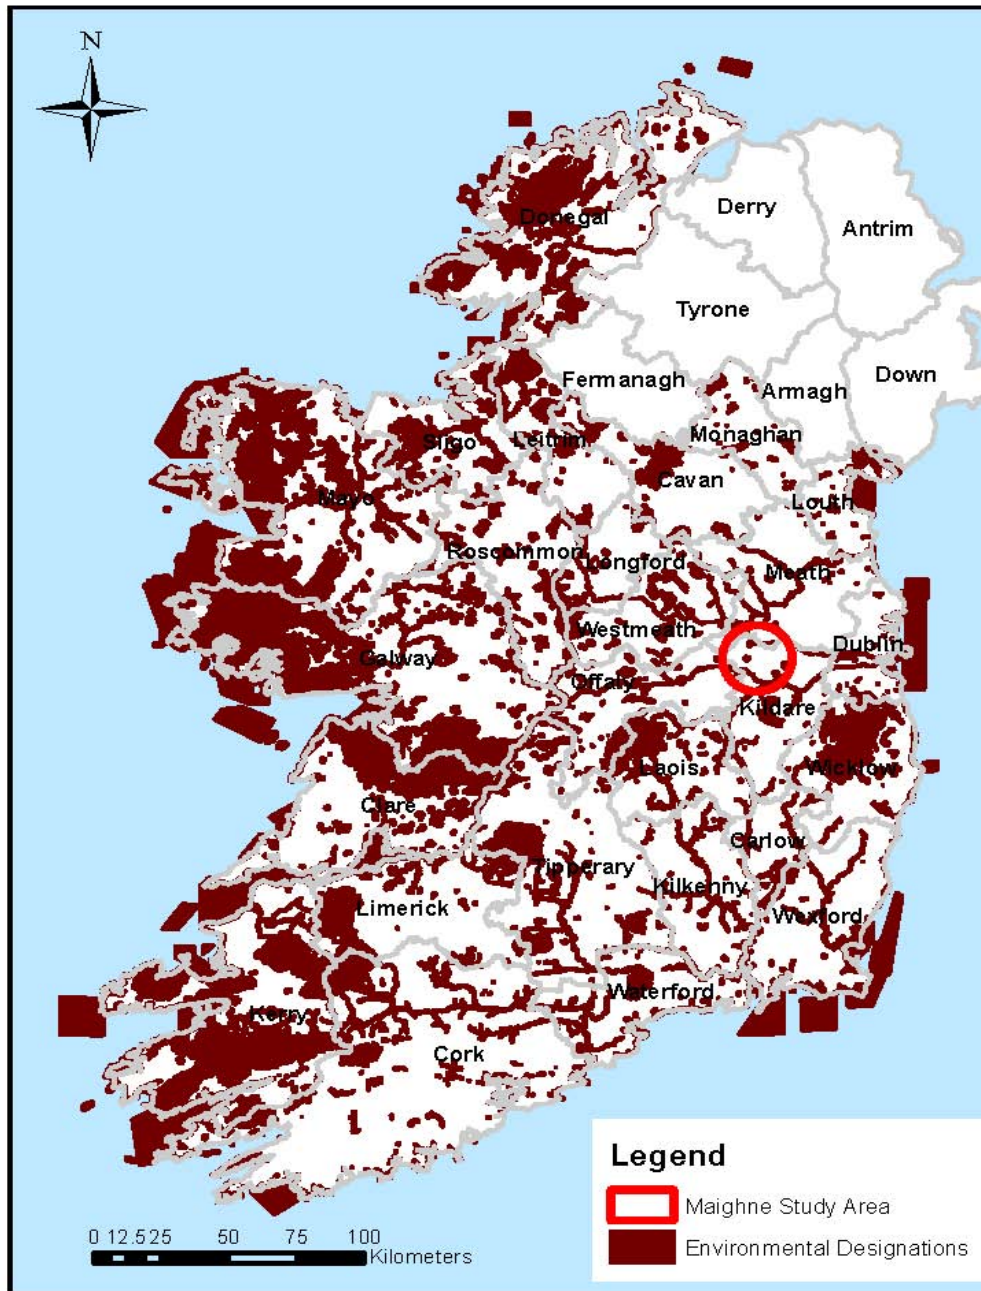 N
Derry
Antrim
Donegal
Tyrone
Fermanagh
Armagh
Down
Sligo
Leitrim
Monaghan
Cavan
Mayo
Louth
Roscommon
Longford
Meath
Westmeath
Dublin
Galway
Offaly
Kildare
Laois
Wicklow
Clare
Carlow
Tipperary
Kilkenny
Limerick
Wexford
Waterford
Kerry
Cork
Legend
Maighne Study Area
Environmental Designations
0 12.5 25 50 75 100
Kilometers